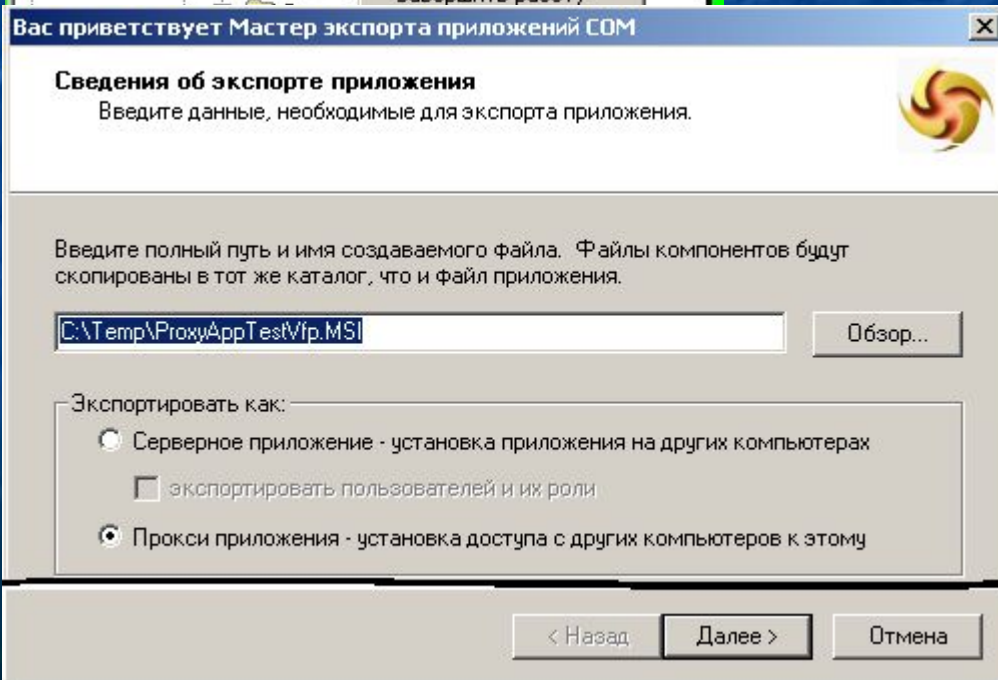 Завершить работу
Вас приветствует Мастер экспорта приложений COM
Сведения об экспорте приложения
Введите данные, необходимые для экспорта приложения.
Введите полный путь и имя создаваемого файла. Файлы компонентов будут
скопированы в тот же каталог, что и файл приложения.
C:\Temp\ProxyAppTestVfp.MSI
Обзор...
Экспортировать как:
Серверное приложение - установка приложения на других компьютерах
экспортировать пользователей и их роли
Прокси приложения - установка доступа с других компьютеров к этому
< Назад
Далее >
Отмена